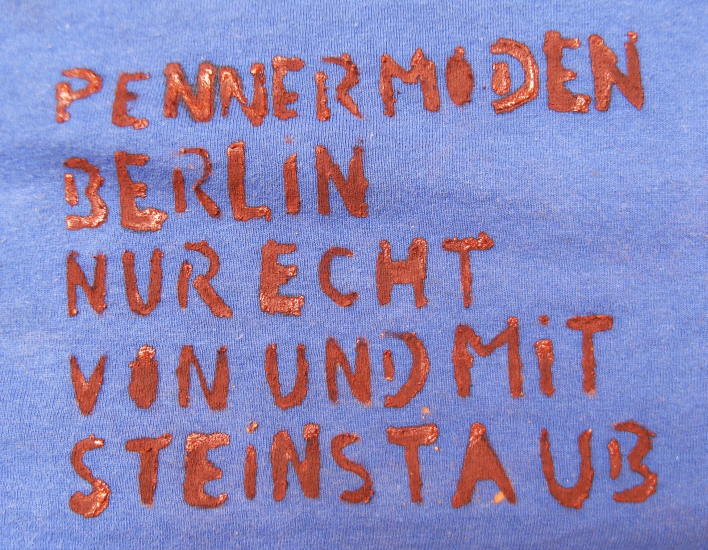 PENNERMODEN
BERLiN
NUR ECHT
VON UND MiT
STEiNSTAUB